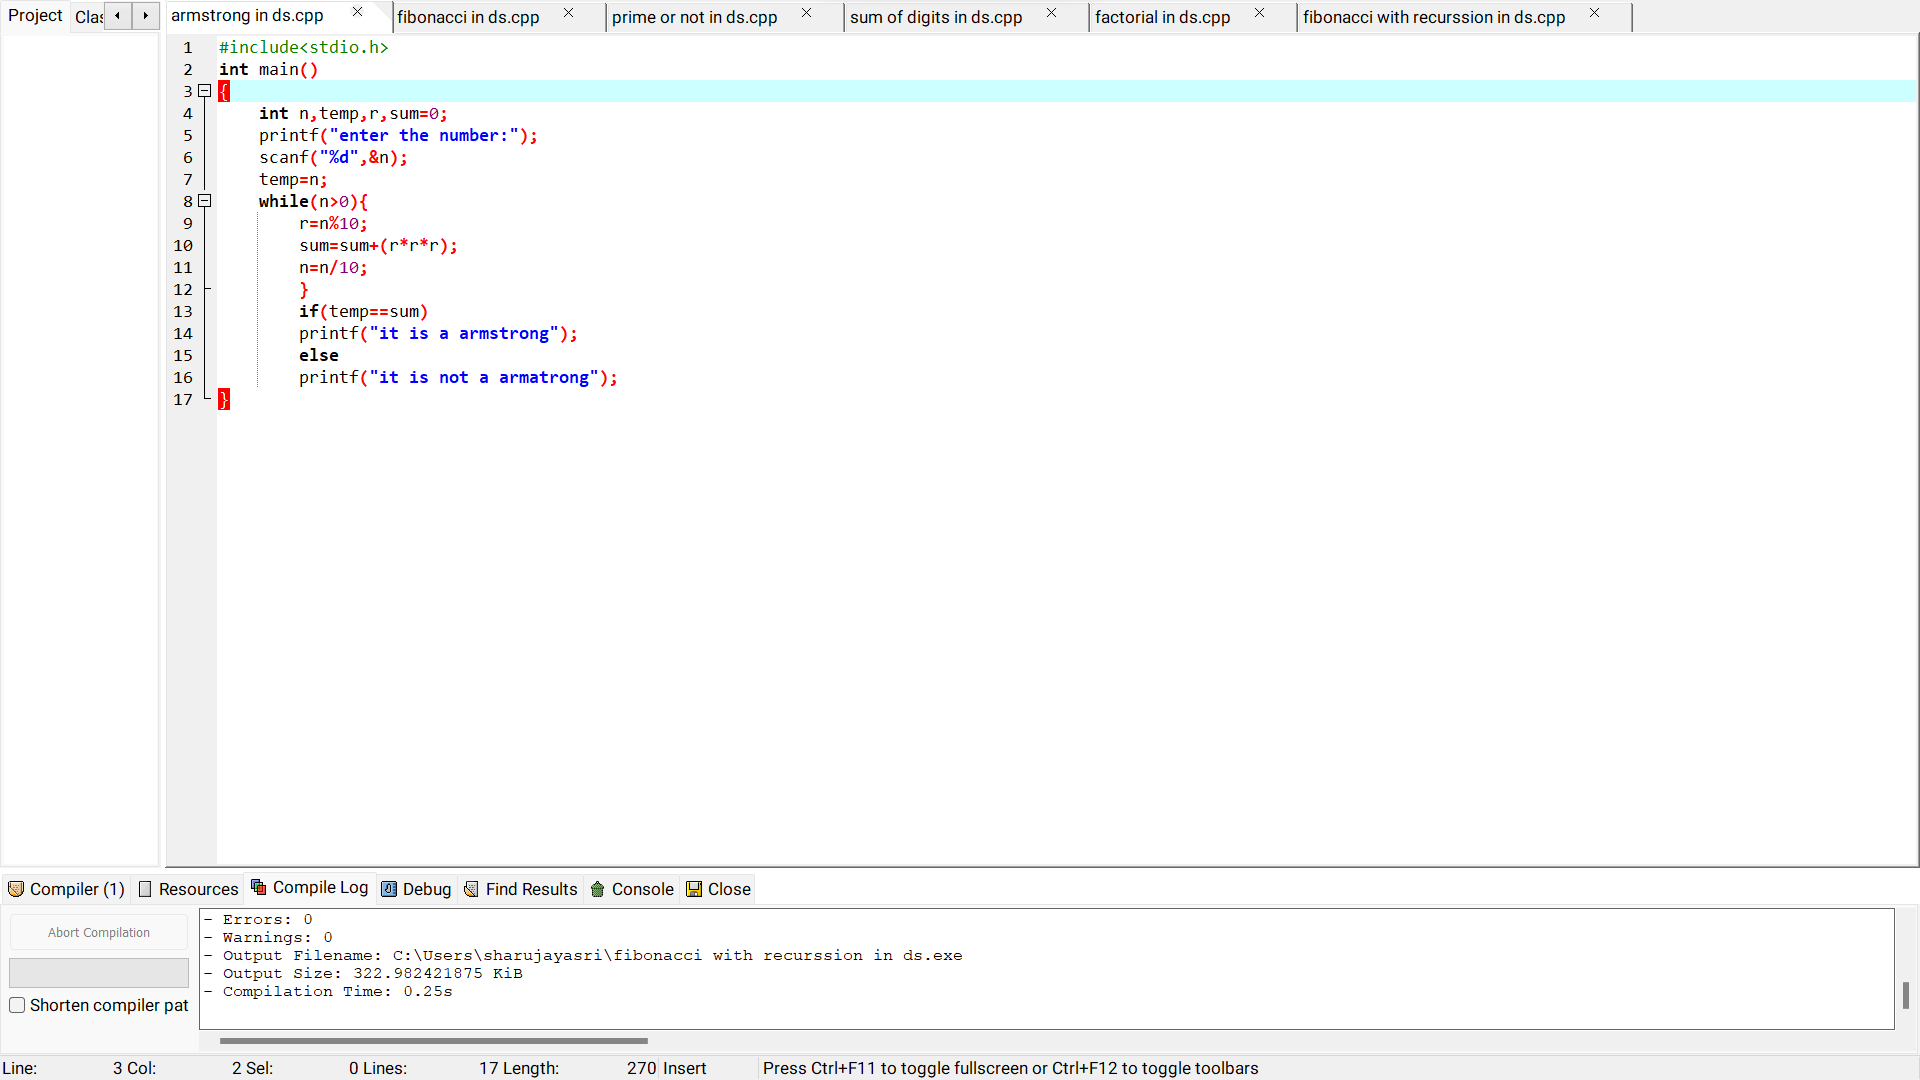 Project Clas armstrong in ds.cpp fibonacci in ds.cpp prime or not in ds.cpp sum of digits in ds.cpp factorial in ds.cpp fibonacci with recurssion in ds.cpp
1 #include<stdio.h>
2 int main()
3 {
4 int n,temp,r,sum=0;
5 printf("enter the number:");
6 scanf("%d",&n);
7 temp=n;
8 while(n>0){
9 r=n%10;
10 sum=sum+(r*r*r);
11 n=n/10;
12 }
13 if(temp==sum)
14 printf("it is a armstrong");
15 else
16 printf("it is not a armatrong");
17 }
Compiler (1) Resources Compile Log Debug Find Results Console Close
Abort Compilation
Shorten compiler pat
- Errors: 0
- Warnings: 0
- Output Filename: C:\Users\sharujayasri\fibonacci with recurssion in ds.exe
- Output Size: 322.982421875 KiB
- Compilation Time: 0.25s
Line: 3 Col: 2 Sel: 0 Lines: 17 Length: 270 Insert Press Ctrl+F11 to toggle fullscreen or Ctrl+F12 to toggle toolbars